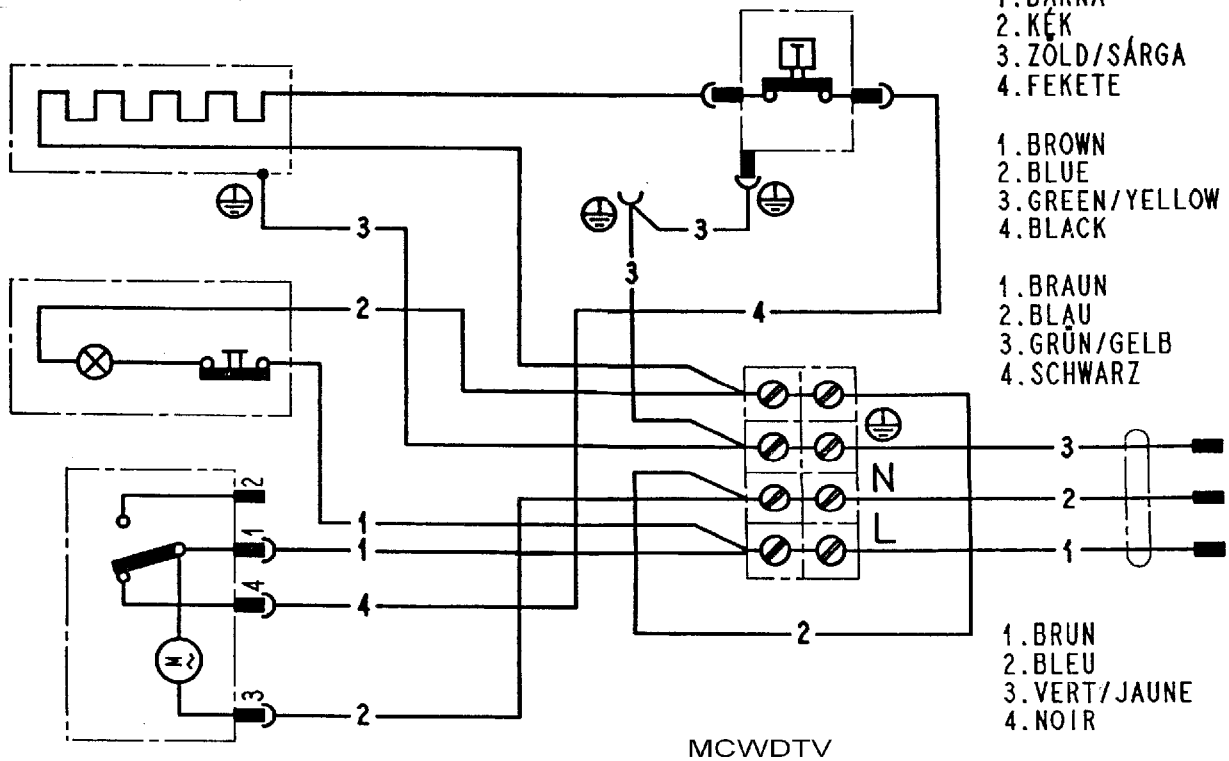 2.KÉK
3.ZÖLD/SÁRGA
4.FEKETE
1.BROWN
2.BLUE
3.GREEN/YELLOW
4.BLACK
1.BRAUN
2.BLAU
3.GRÜN/GELB
4.SCHWARZ
T
3
3
3
2
4
3
N
2
L
1
2
1
1
1
4
4
2
M~
3
2
1.BRUN
2.BLEU
3.VERT/JAUNE
4.NOIR
MCWDTV